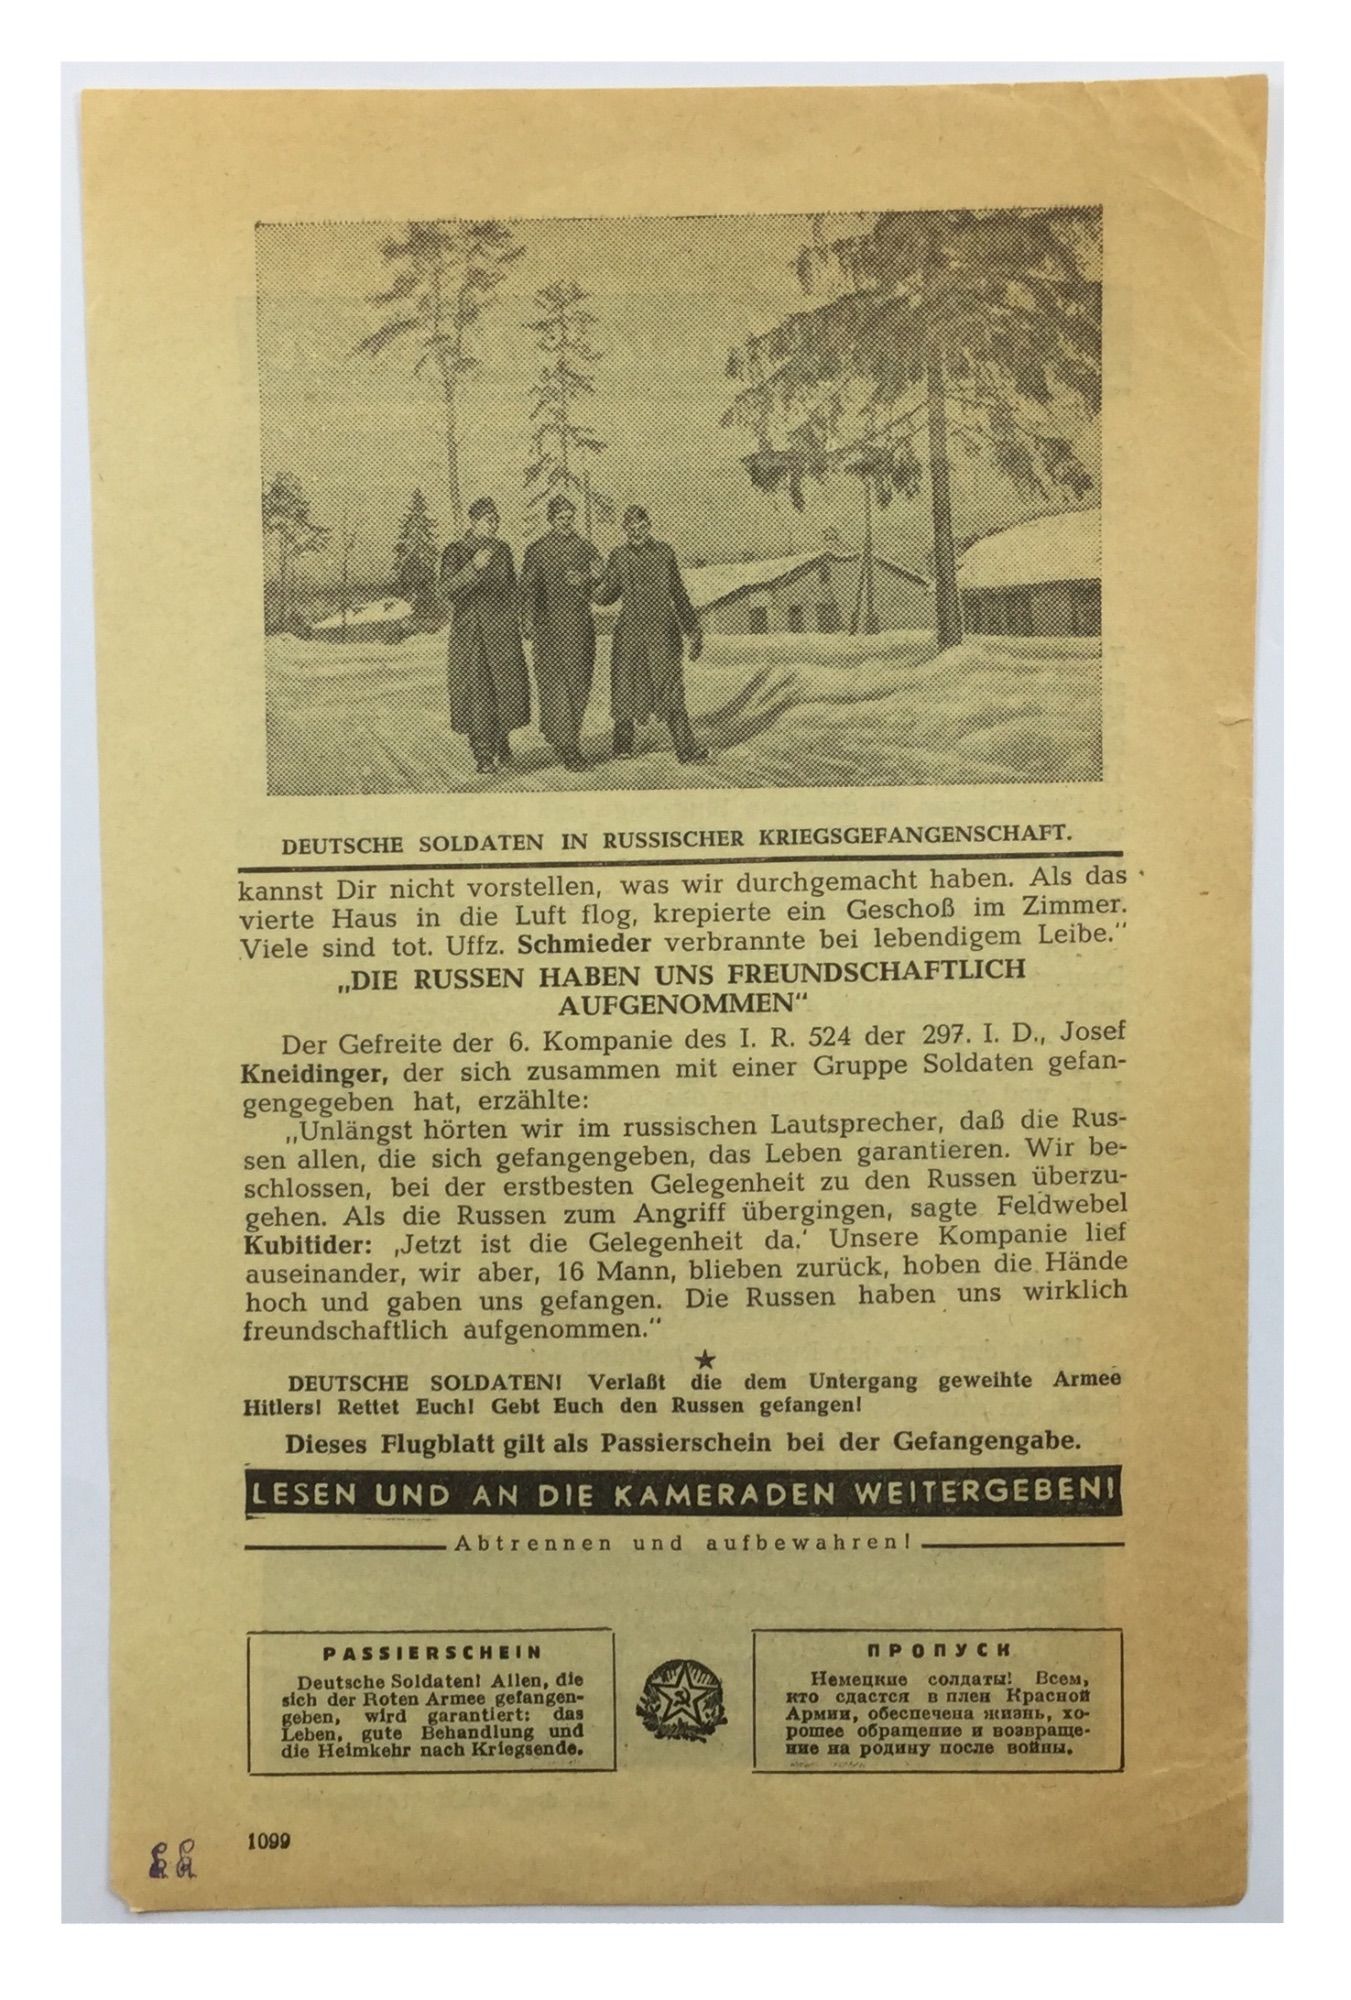 DEUTSCHE SOLDATEN IN RUSSISCHER KRIEGSGEFANGENSCHAFT.
kannst Dir nicht vorstellen, was wir durchgemacht haben. Als das
vierte Haus in die Luft flog, krepierte ein Geschoß im Zimmer.
Viele sind tot. Uffz. Schmieder verbrannte bei lebendigem Leibe."
„DIE RUSSEN HABEN UNS FREUNDSCHAFTLICH
AUFGENOMMEN"
Der Gefreite der 6. Kompanie des I. R. 524 der 297. I. D., Josef
Kneidinger, der sich zusammen mit einer Gruppe Soldaten gefan-
gengegeben hat, erzählte:
„Unlängst hörten wir im russischen Lautsprecher, daß die Rus-
sen allen, die sich gefangengeben, das Leben garantieren. Wir be-
schlossen, bei der erstbesten Gelegenheit zu den Russen überzu-
gehen. Als die Russen zum Angriff übergingen, sagte Feldwebel
Kubitider: ‚Jetzt ist die Gelegenheit da.' Unsere Kompanie lief
auseinander, wir aber, 16 Mann, blieben zurück, hoben die Hände
hoch und gaben uns gefangen. Die Russen haben uns wirklich
freundschaftlich aufgenommen."
DEUTSCHE SOLDATEN! Verlaßt die dem Untergang geweihte Armee
Hitlers! Rettet Euch! Gebt Euch den Russen gefangen!
Dieses Flugblatt gilt als Passierschein bei der Gefangengabe.
LESEN UND AN DIE KAMERADEN WEITERGEBEN!
Abtrennen und aufbewahren!
PASSIERSCHEIN
Deutsche Soldaten! Allen, die
sich der Roten Armee gefangen-
geben, wird garantiert: das
Leben, gute Behandlung und
die Heimkehr nach Kriegsende.
ПРОПУСК
Немецкие солдаты! Всем,
кто сдастся в плен Красной
Армии, обеспечена жизнь, хо-
рошее обращение и возвраще-
ние на родину после войны.
1099